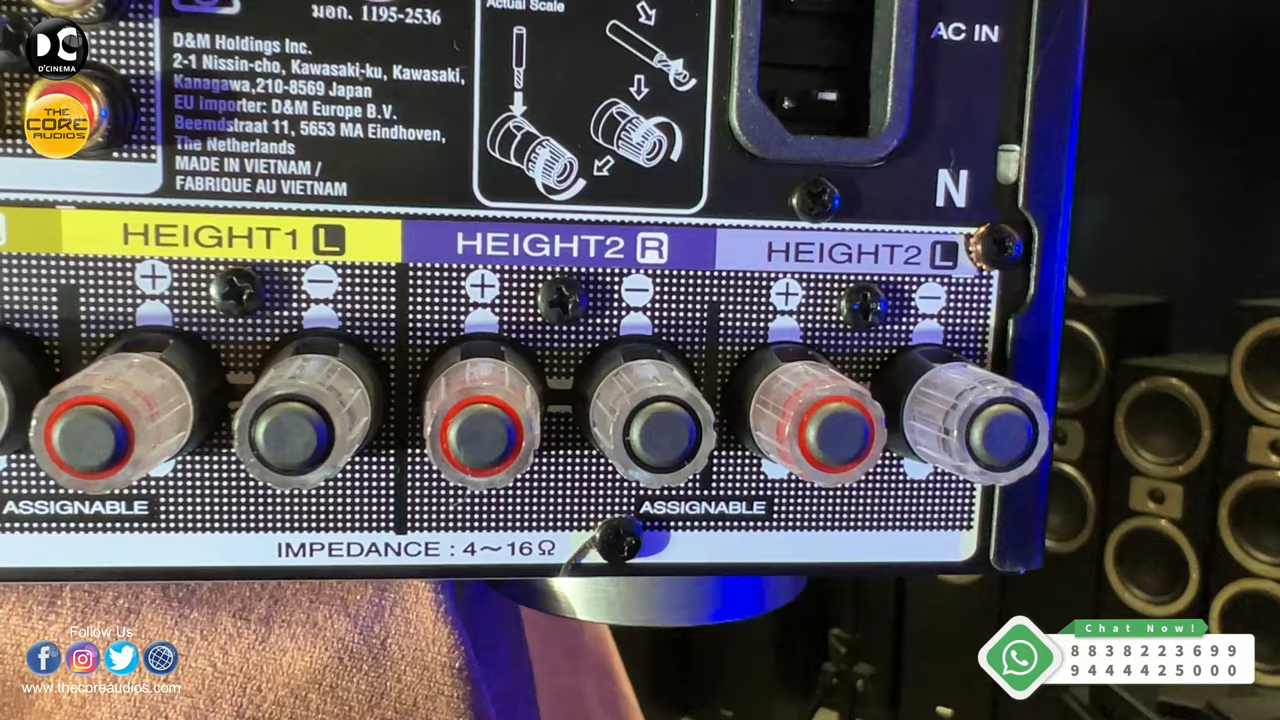 DC
D'CINEMA
THE
CORE
AUDIOS
มอก. 1195-2536
Actual Scale
D&M Holdings Inc.
2-1 Nissin-cho, Kawasaki-ku, Kawasaki,
Kanagawa,210-8569 Japan
EU importer: D&M Europe B.V.
Beemdstraat 11, 5653 MA Eindhoven,
The Netherlands
MADE IN VIETNAM /
FABRIQUE AU VIETNAM
AC IN
N
HEIGHT1 L
HEIGHT2 R
HEIGHT2 L
+ −
+ −
+ −
ASSIGNABLE
ASSIGNABLE
IMPEDANCE : 4～16Ω
Follow Us
www.thecoreaudios.com
Chat Now!
8838223699
9444425000